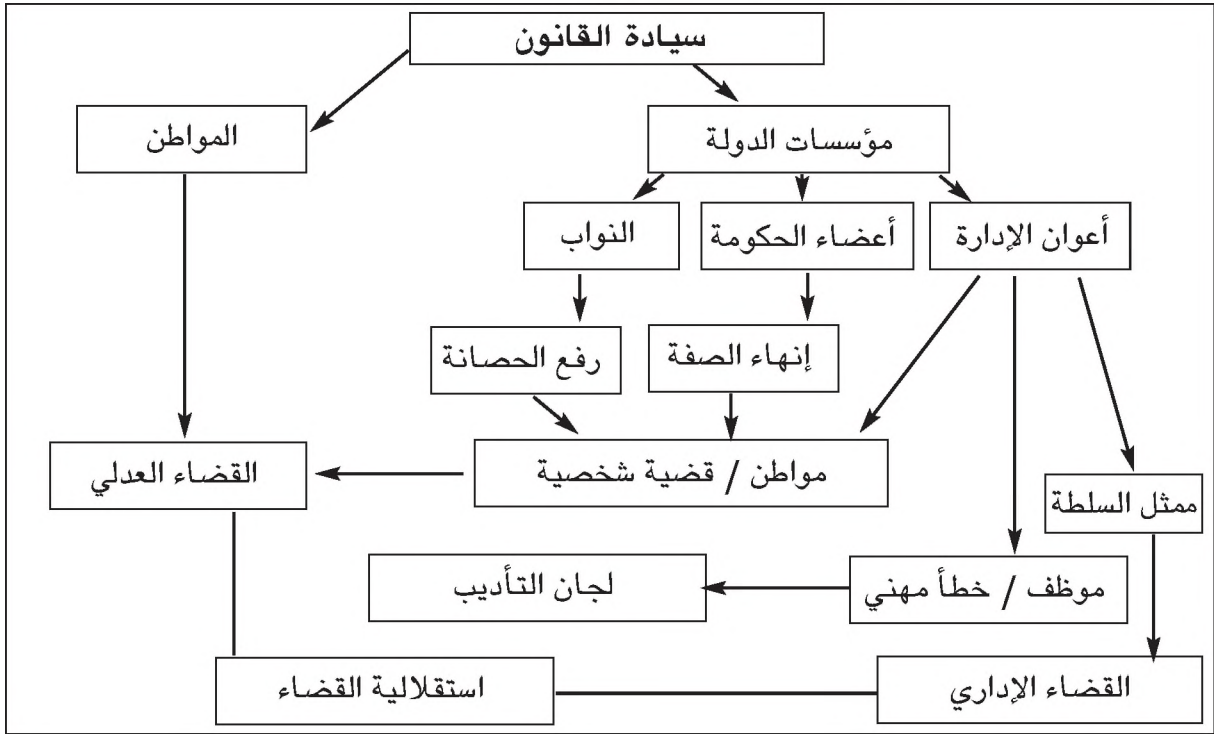 سيادة القانون
المواطن
مؤسسات الدولة
أعوان الإدارة
أعضاء الحكومة
النواب
إنهاء الصفة
رفع الحصانة
مواطن / قضية شخصية
القضاء العدلي
ممثل السلطة
موظف / خطأ مهني
لجان التأديب
القضاء الإداري
استقلالية القضاء